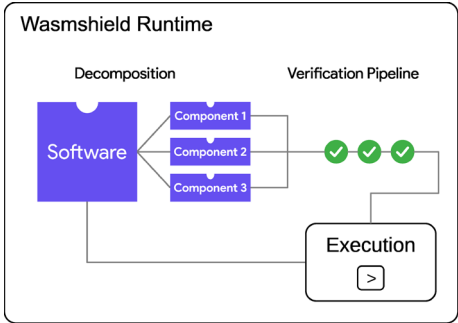 Wasmshield Runtime
Decomposition
Verification Pipeline
Software
Component 1
Component 2
Component 3
Execution
>